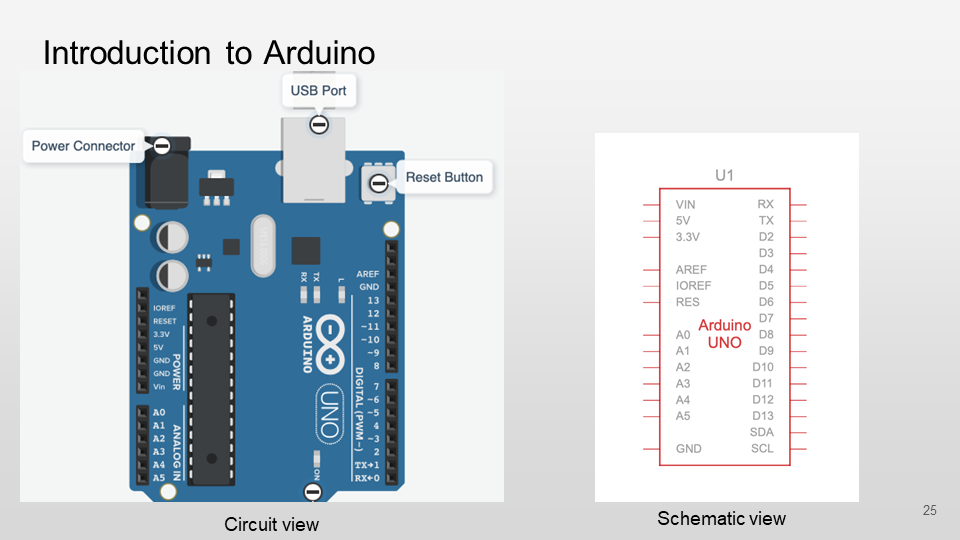 Introduction to Arduino
USB Port
Power Connector
Reset Button
RX
TX
L
AREF
GND
13
12
~11
~10
~9
8
7
~6
~5
4
~3
2
TX→1
RX←0
DIGITAL (PWM~)
ARDUINO
UNO
ON
IOREF
RESET
3.3V
5V
GND
GND
Vin
POWER
A0
A1
A2
A3
A4
A5
ANALOG IN
Circuit view
U1
VIN
5V
3.3V
AREF
IOREF
RES
A0
A1
A2
A3
A4
A5
GND
Arduino
UNO
RX
TX
D2
D3
D4
D5
D6
D7
D8
D9
D10
D11
D12
D13
SDA
SCL
Schematic view
25